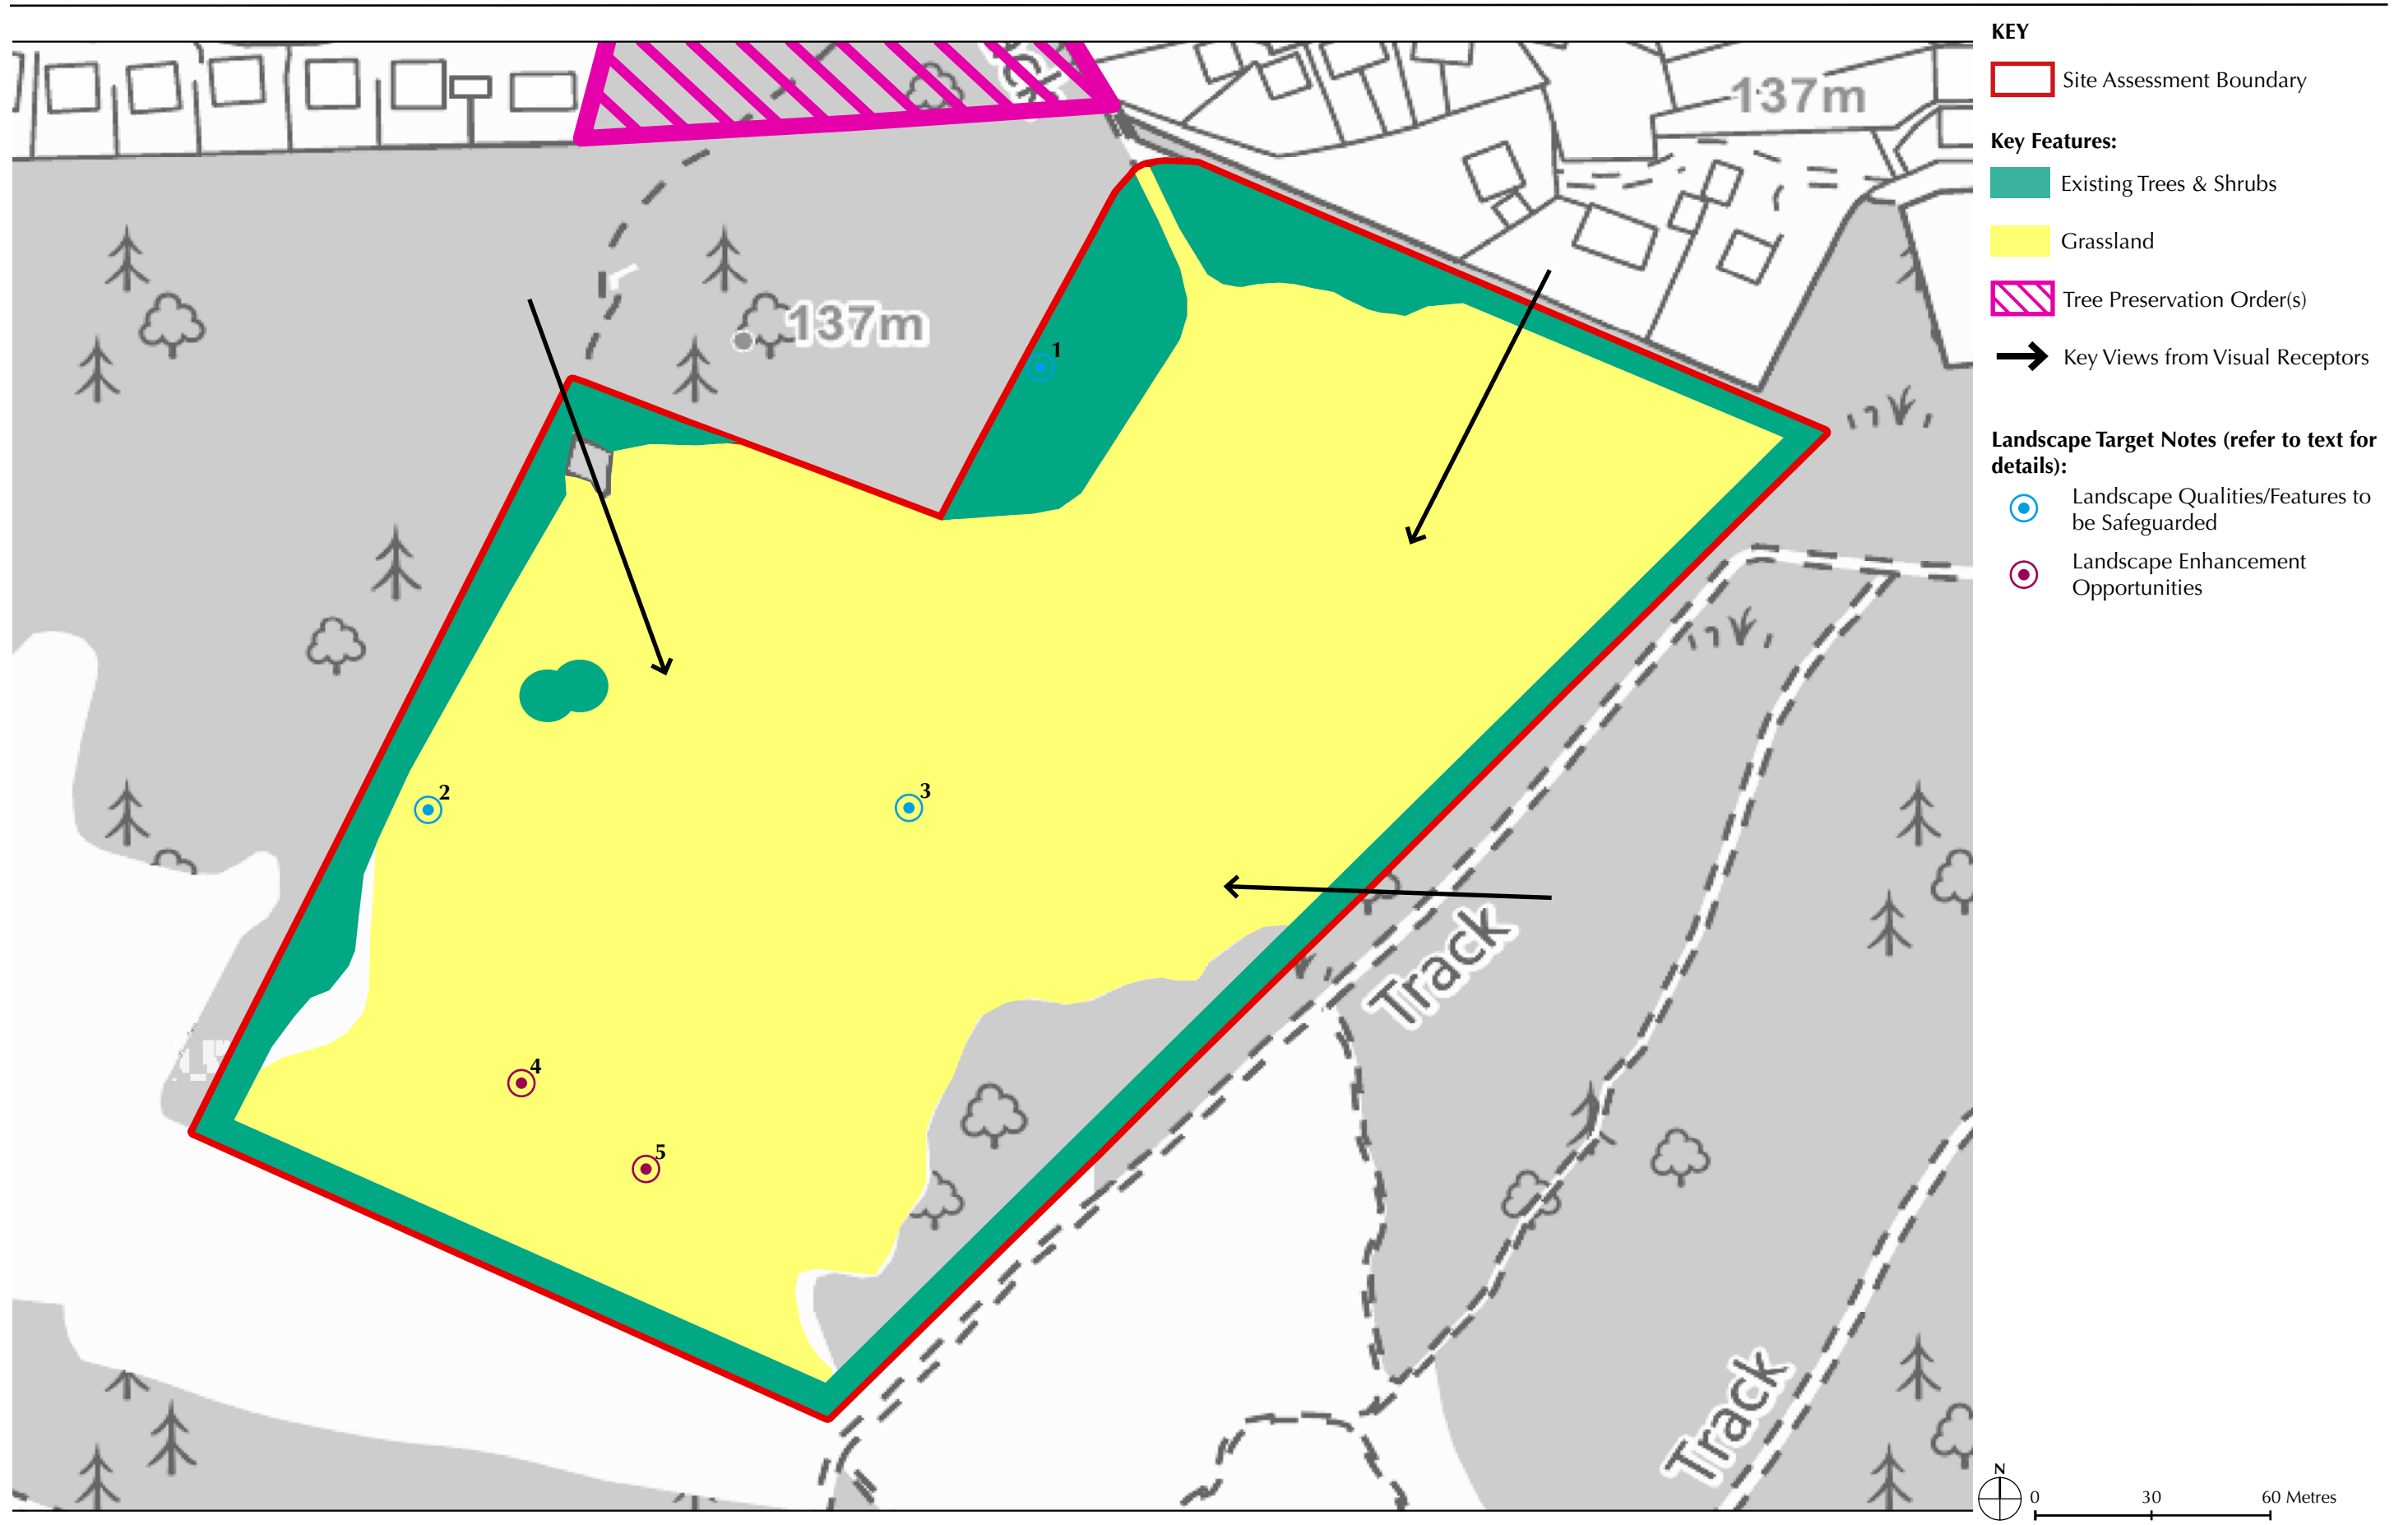 KEY
Site Assessment Boundary
Key Features:
Existing Trees & Shrubs
Grassland
Tree Preservation Order(s)
Key Views from Visual Receptors
Landscape Target Notes (refer to text for
details):
Landscape Qualities/Features to
be Safeguarded
Landscape Enhancement
Opportunities
137m
137m
1
2
3
4
5
Track
Track
N
0 30 60 Metres